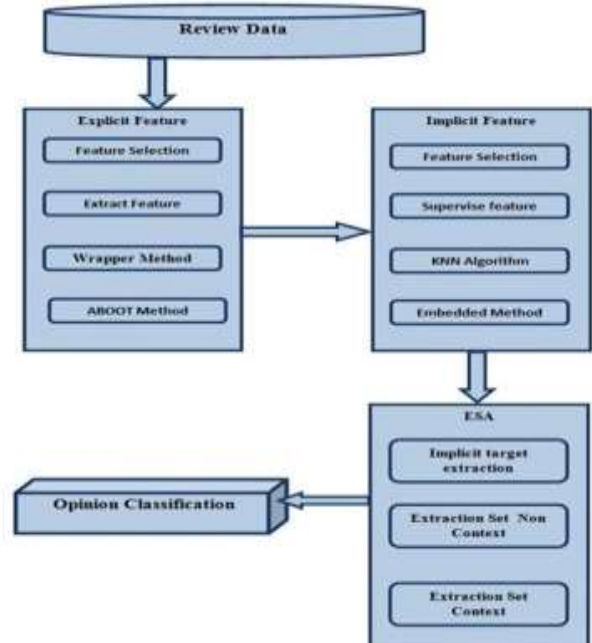 Review Data
Explicit Feature
Feature Selection
Extract Feature
Wrapper Method
ABOOT Method
Implicit Feature
Feature Selection
Supervise feature
KNN Algorithm
Embedded Method
ESA
Implicit target
extraction
Extraction Set Non
Context
Extraction Set
Context
Opinion Classification